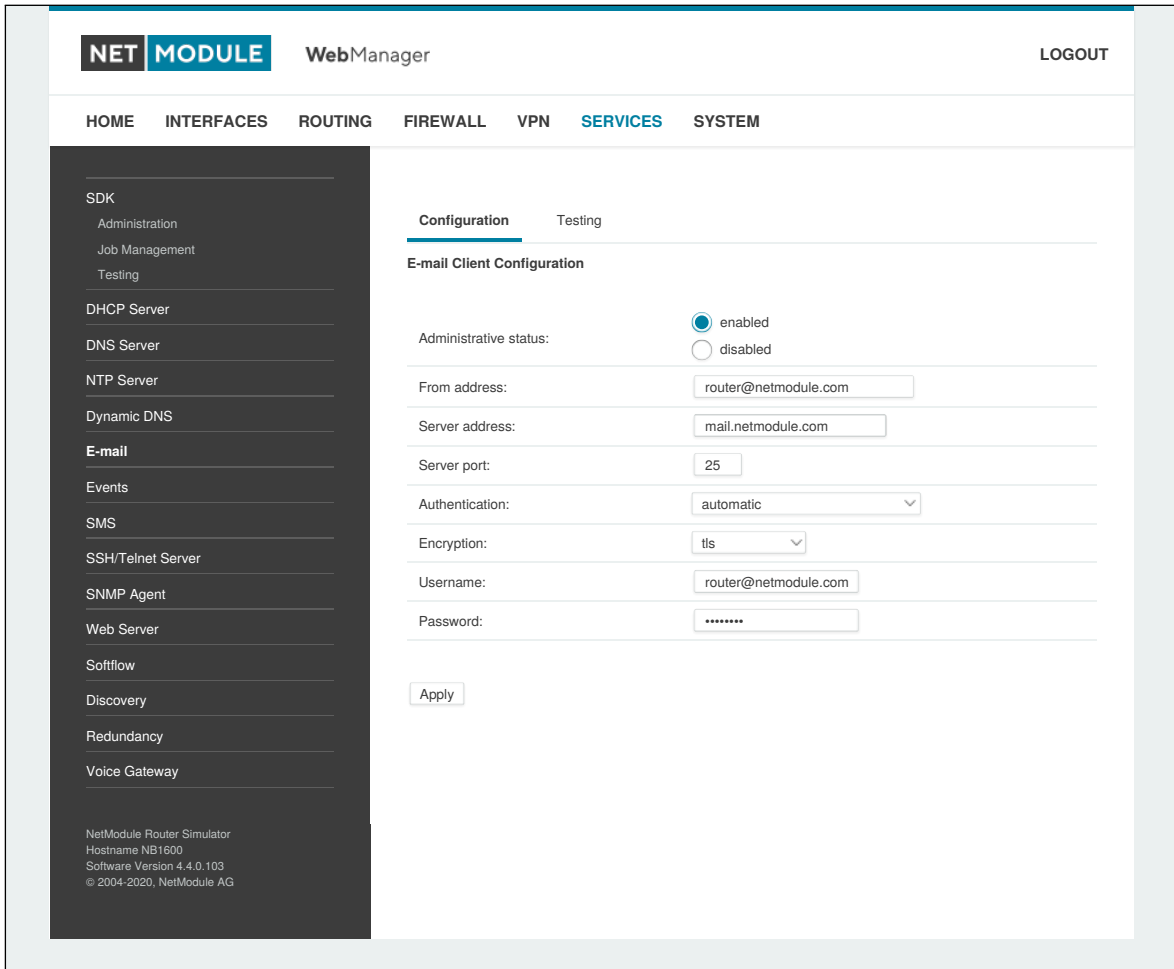 NET MODULE WebManager LOGOUT
HOME INTERFACES ROUTING FIREWALL VPN SERVICES SYSTEM
SDK
Administration
Job Management
Testing
DHCP Server
DNS Server
NTP Server
Dynamic DNS
E-mail
Events
SMS
SSH/Telnet Server
SNMP Agent
Web Server
Softflow
Discovery
Redundancy
Voice Gateway
NetModule Router Simulator
Hostname NB1600
Software Version 4.4.0.103
© 2004-2020, NetModule AG
Configuration Testing
E-mail Client Configuration
Administrative status: enabled
disabled
From address: router@netmodule.com
Server address: mail.netmodule.com
Server port: 25
Authentication: automatic
Encryption: tls
Username: router@netmodule.com
Password: ••••••••
Apply